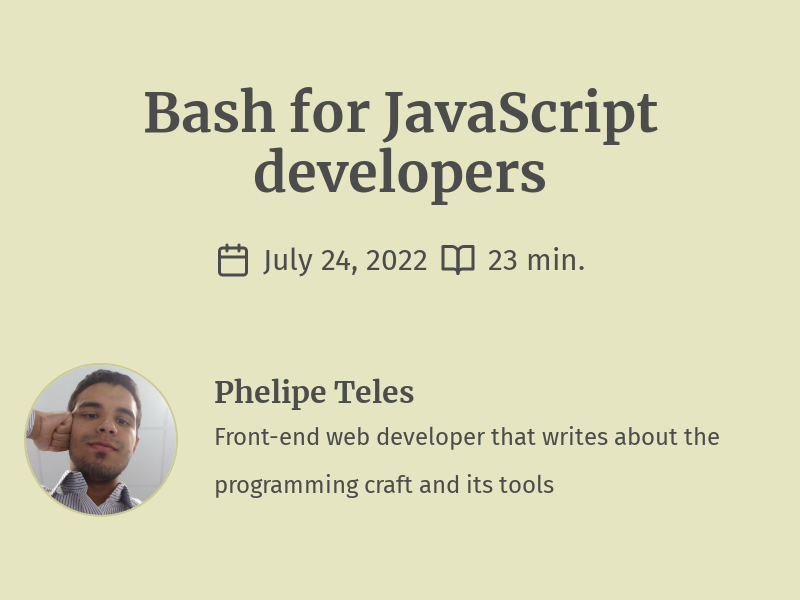 Bash for JavaScript
developers
July 24, 2022 23 min.
Phelipe Teles
Front-end web developer that writes about the
programming craft and its tools